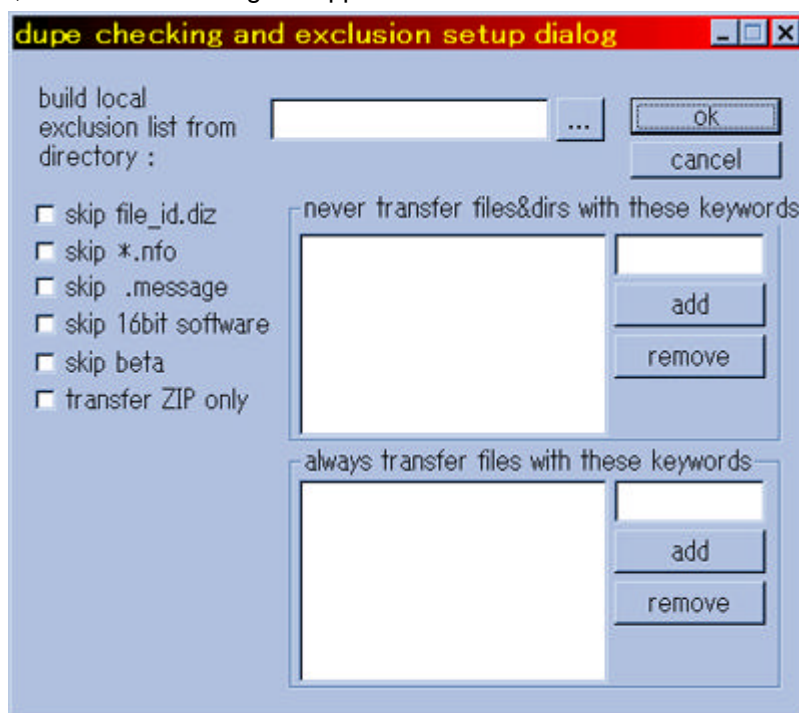 dupe checking and exclusion setup dialog
build local
exclusion list from
directory :
...
ok
cancel
skip file_id.diz
skip *.nfo
skip .message
skip 16bit software
skip beta
transfer ZIP only
never transfer files&dirs with these keywords
add
remove
always transfer files with these keywords
add
remove